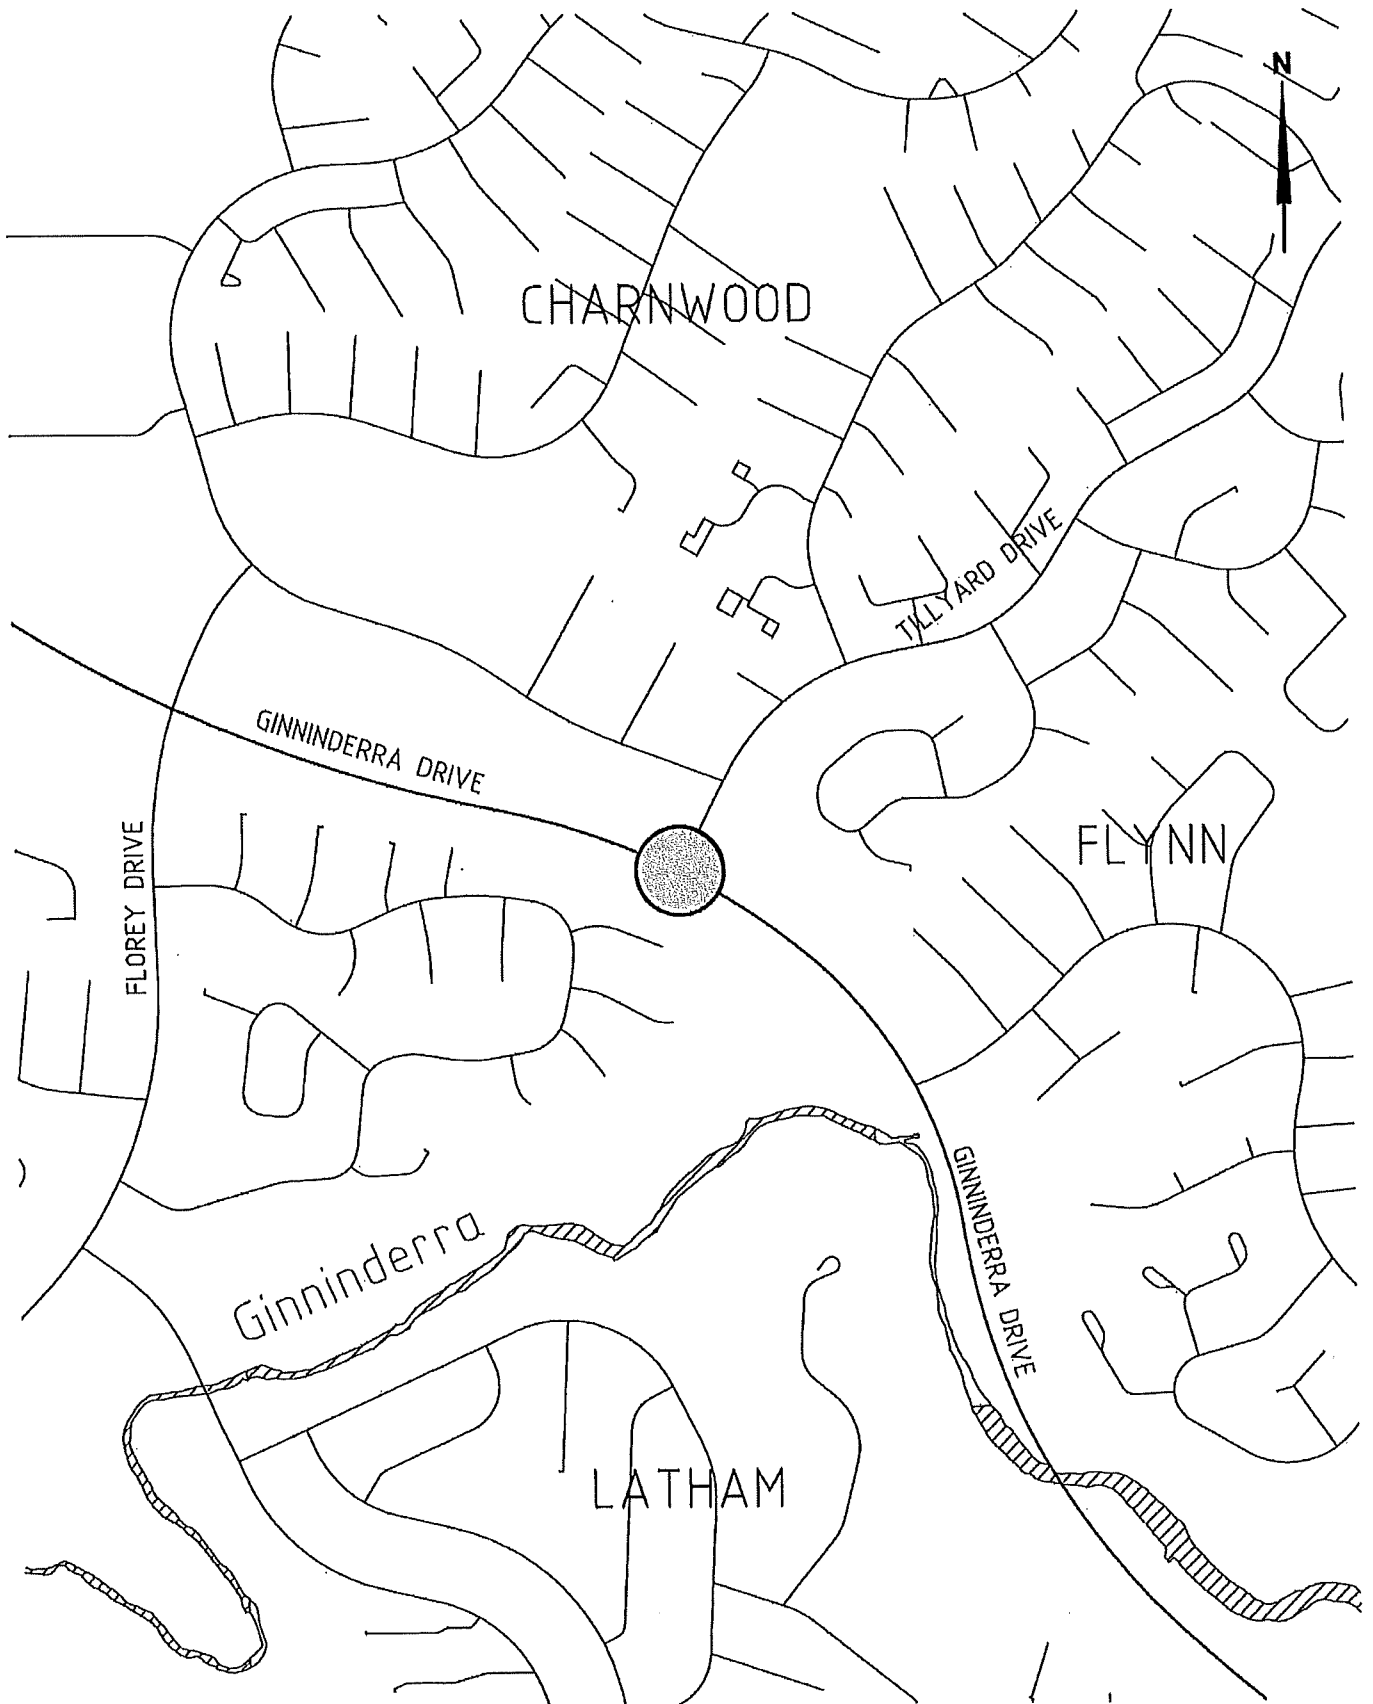 N
CHARNWOOD
TILLYARD DRIVE
GINNINDERRA DRIVE
FLOREY DRIVE
FLYNN
GINNINDERRA DRIVE
Ginninderra
LATHAM